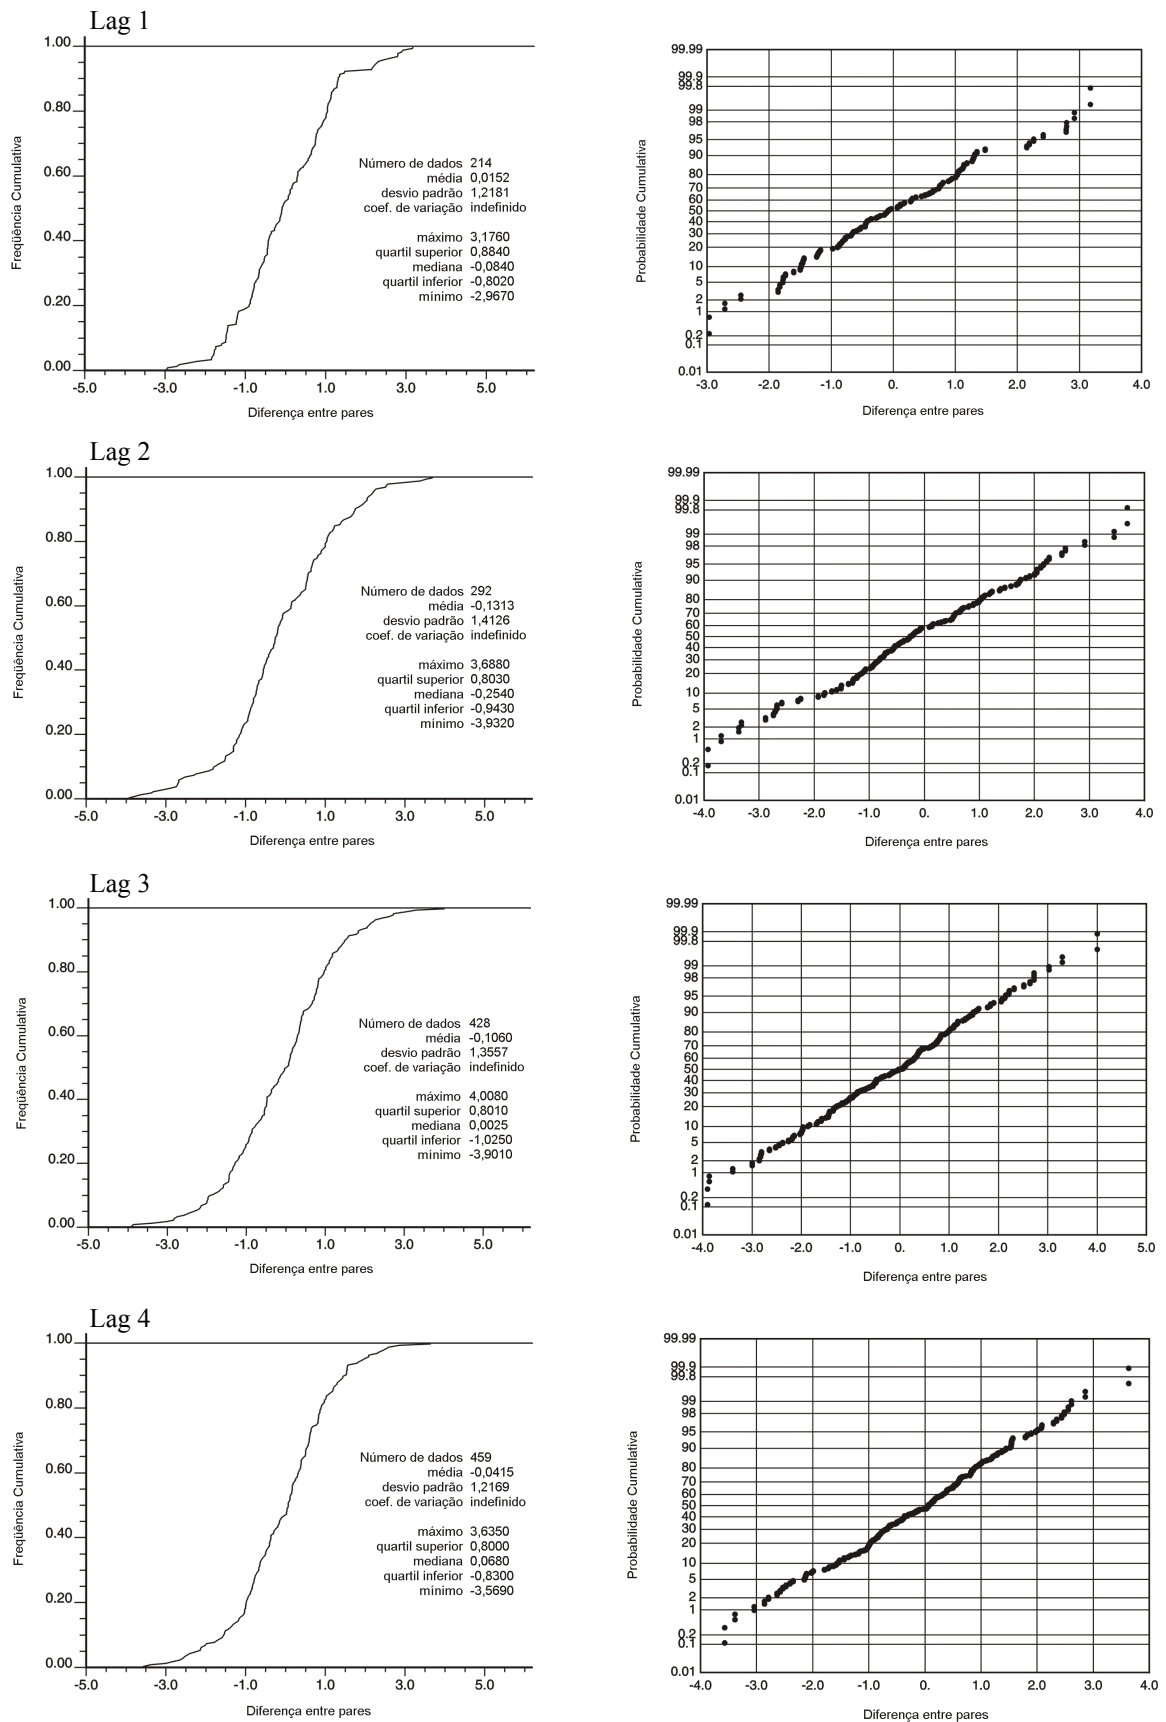 Lag 1
1.00
0.80
0.60
0.40
0.20
0.00
Freqüência Cumulativa
-5.0 -3.0 -1.0 1.0 3.0 5.0
Diferença entre pares
Número de dados 214
média 0,0152
desvio padrão 1,2181
coef. de variação indefinido
máximo 3,1760
quartil superior 0,8840
mediana -0,0840
quartil inferior -0,8020
mínimo -2,9670
99.99
99.9
99.8
99
98
95
90
80
70
60
50
40
30
20
10
5
2
1
0.2
0.1
0.01
Probabilidade Cumulativa
-3.0 -2.0 -1.0 0. 1.0 2.0 3.0 4.0
Diferença entre pares
Lag 2
1.00
0.80
0.60
0.40
0.20
0.00
Freqüência Cumulativa
-5.0 -3.0 -1.0 1.0 3.0 5.0
Diferença entre pares
Número de dados 292
média -0,1313
desvio padrão 1,4126
coef. de variação indefinido
máximo 3,6880
quartil superior 0,8030
mediana -0,2540
quartil inferior -0,9430
mínimo -3,9320
99.99
99.9
99.8
99
98
95
90
80
70
60
50
40
30
20
10
5
2
1
0.2
0.1
0.01
Probabilidade Cumulativa
-4.0 -3.0 -2.0 -1.0 0. 1.0 2.0 3.0 4.0
Diferença entre pares
Lag 3
1.00
0.80
0.60
0.40
0.20
0.00
Freqüência Cumulativa
-5.0 -3.0 -1.0 1.0 3.0 5.0
Diferença entre pares
Número de dados 428
média -0,1060
desvio padrão 1,3557
coef. de variação indefinido
máximo 4,0080
quartil superior 0,8010
mediana 0,0025
quartil inferior -1,0250
mínimo -3,9010
99.99
99.9
99.8
99
98
95
90
80
70
60
50
40
30
20
10
5
2
1
0.2
0.1
0.01
Probabilidade Cumulativa
-4.0 -3.0 -2.0 -1.0 0. 1.0 2.0 3.0 4.0 5.0
Diferença entre pares
Lag 4
1.00
0.80
0.60
0.40
0.20
0.00
Freqüência Cumulativa
-5.0 -3.0 -1.0 1.0 3.0 5.0
Diferença entre pares
Número de dados 459
média -0,0415
desvio padrão 1,2169
coef. de variação indefinido
máximo 3,6350
quartil superior 0,8000
mediana 0,0680
quartil inferior -0,8300
mínimo -3,5690
99.99
99.9
99.8
99
98
95
90
80
70
60
50
40
30
20
10
5
2
1
0.2
0.1
0.01
Probabilidade Cumulativa
-4.0 -3.0 -2.0 -1.0 0. 1.0 2.0 3.0 4.0
Diferença entre pares